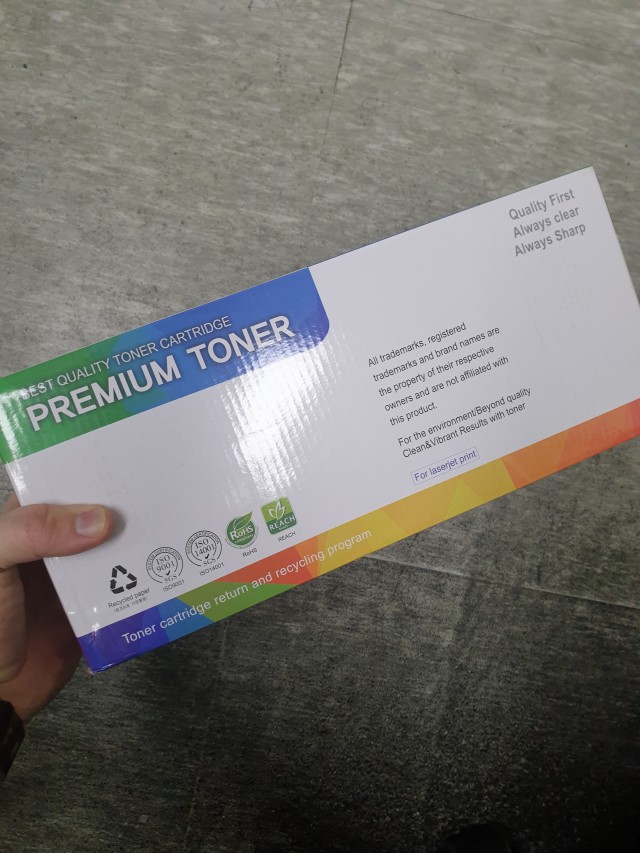 BEST QUALITY TONER CARTRIDGE
PREMIUM TONER
Quality First
Always clear
Always Sharp
All trademarks, registered
trademarks and brand names are
the property of their respective
owners and are not affiliated with
this product.
For the environment/Beyond quality
Clean&Vibrant Results with toner
For laserjet print
ISO
9001
SGS
ISO
14001
SGS
RoHS
REACH
Recycled paper
ISO9001
ISO14001
RoHS
REACH
Toner cartridge return and recycling program